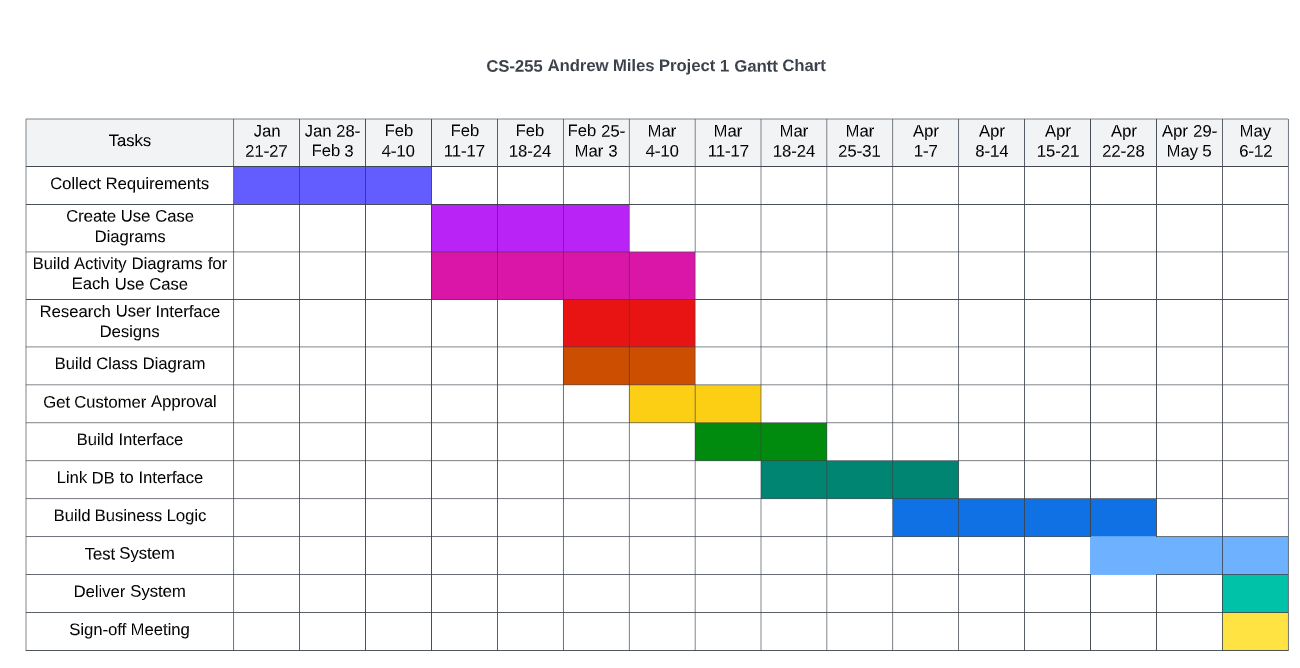 CS-255 Andrew Miles Project 1 Gantt Chart
Tasks
Jan
21-27
Jan 28-
Feb 3
Feb
4-10
Feb
11-17
Feb
18-24
Feb 25-
Mar 3
Mar
4-10
Mar
11-17
Mar
18-24
Mar
25-31
Apr
1-7
Apr
8-14
Apr
15-21
Apr
22-28
Apr 29-
May 5
May
6-12
Collect Requirements
Create Use Case
Diagrams
Build Activity Diagrams for
Each Use Case
Research User Interface
Designs
Build Class Diagram
Get Customer Approval
Build Interface
Link DB to Interface
Build Business Logic
Test System
Deliver System
Sign-off Meeting